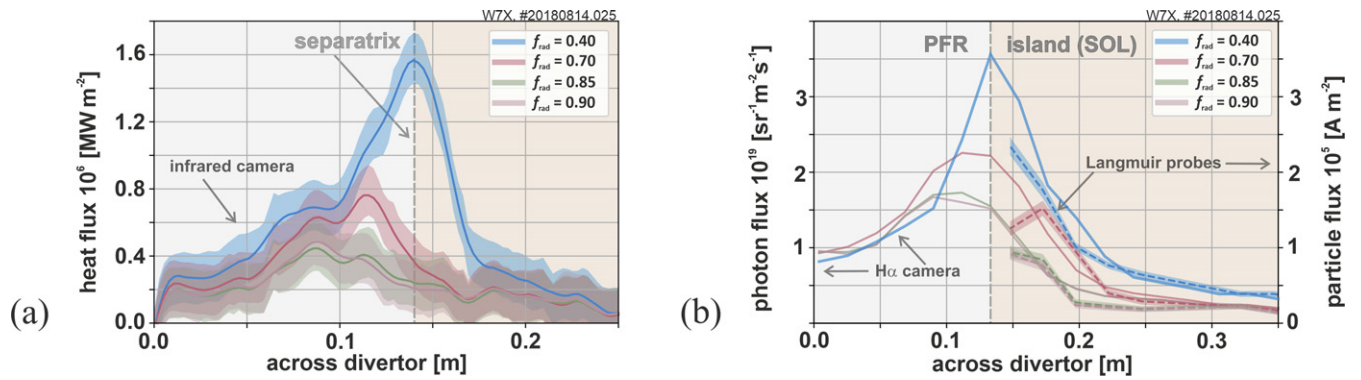 W7X, #20180814.025
separatrix
f_rad = 0.40
f_rad = 0.70
f_rad = 0.85
f_rad = 0.90
infrared camera
heat flux 10⁶ [MW m⁻²]
1.6
1.2
0.8
0.4
0.0
0.0
0.1
0.2
across divertor [m]
(a)
W7X, #20180814.025
PFR
island (SOL)
f_rad = 0.40
f_rad = 0.70
f_rad = 0.85
f_rad = 0.90
Langmuir probes
Hα camera
photon flux 10¹⁹ [sr⁻¹m⁻²s⁻¹]
3
2
1
particle flux 10⁵ [A m⁻²]
3
2
1
0
0.0
0.1
0.2
0.3
across divertor [m]
(b)